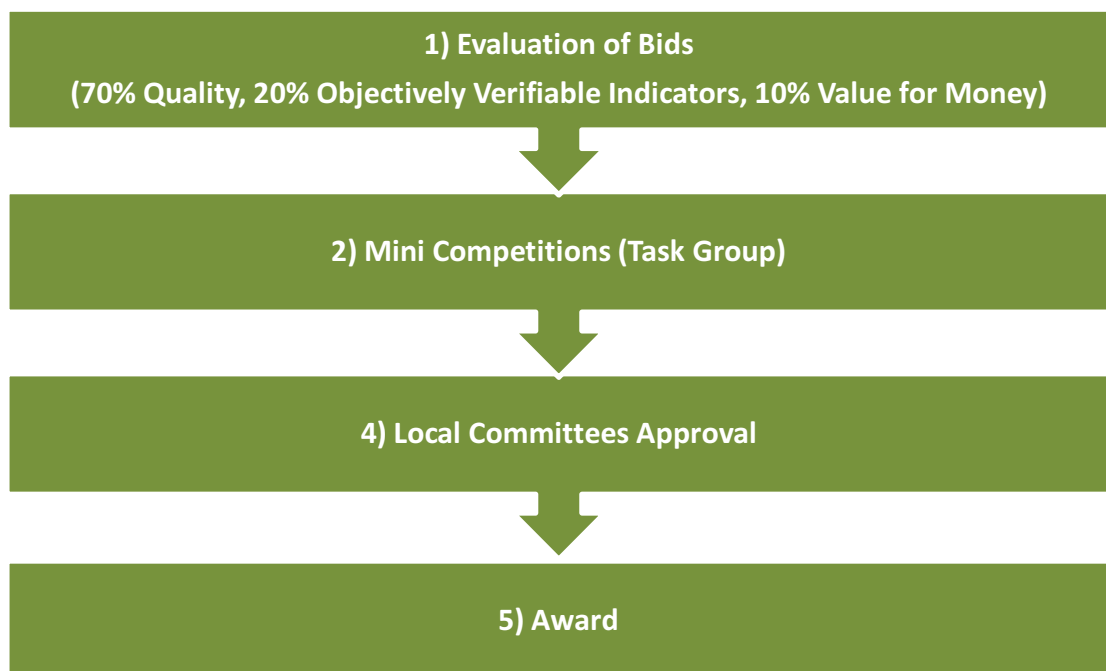 1) Evaluation of Bids
(70% Quality, 20% Objectively Verifiable Indicators, 10% Value for Money)
2) Mini Competitions (Task Group)
4) Local Committees Approval
5) Award